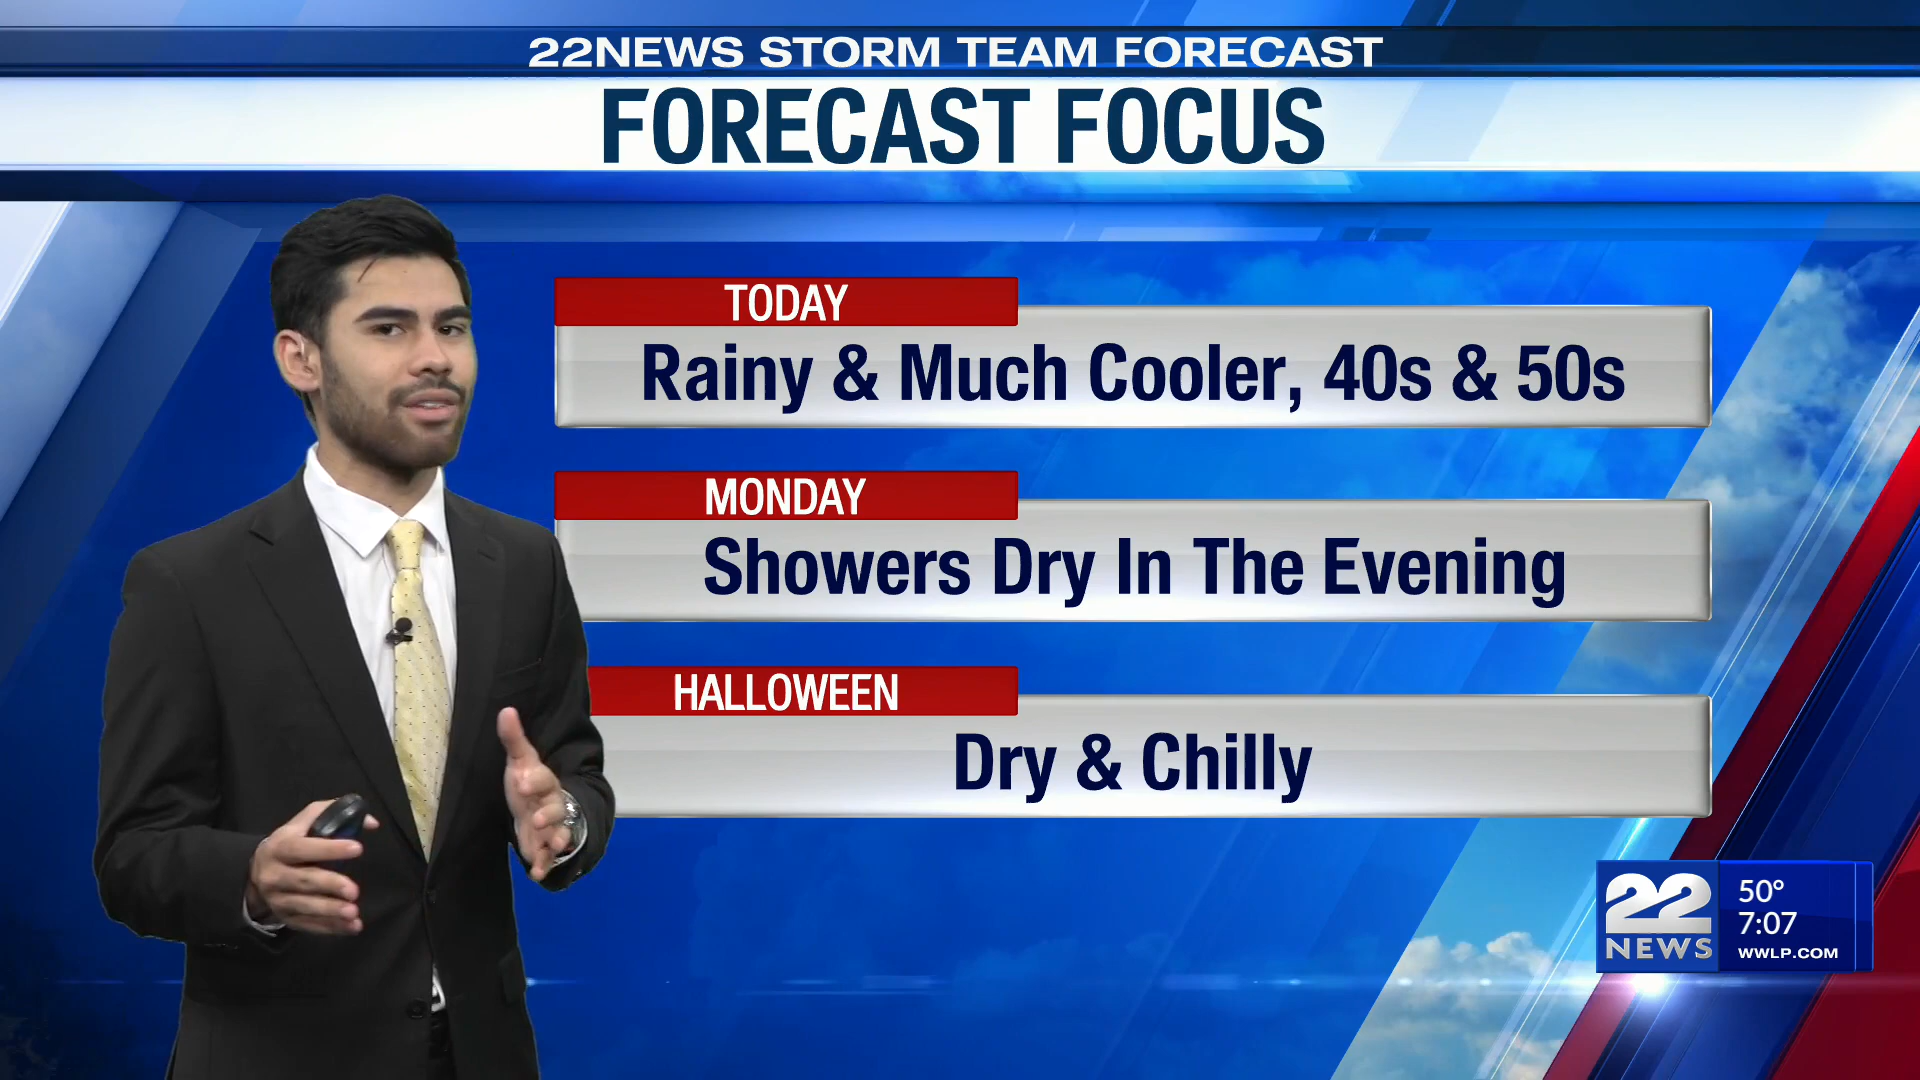 22NEWS STORM TEAM FORECAST
FORECAST FOCUS
TODAY
Rainy & Much Cooler, 40s & 50s
MONDAY
Showers Dry In The Evening
HALLOWEEN
Dry & Chilly
22
NEWS
50°
7:07
WWLP.COM